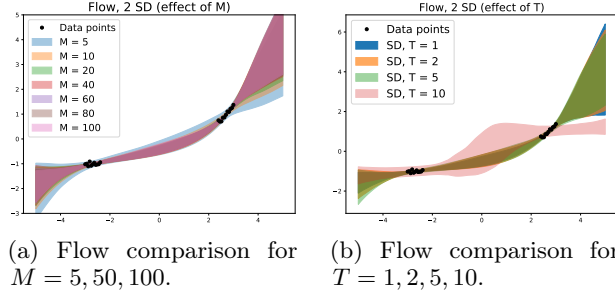 Flow, 2 SD (effect of M)
5
4
3
2
1
0
−1
−2
−3
−4
−2
0
2
4
Data points
M = 5
M = 10
M = 20
M = 40
M = 60
M = 80
M = 100
(a) Flow comparison for
M = 5, 50, 100.
Flow, 2 SD (effect of T)
6
4
2
0
−2
−4
−2
0
2
4
Data points
SD, T = 1
SD, T = 2
SD, T = 5
SD, T = 10
(b) Flow comparison for
T = 1, 2, 5, 10.